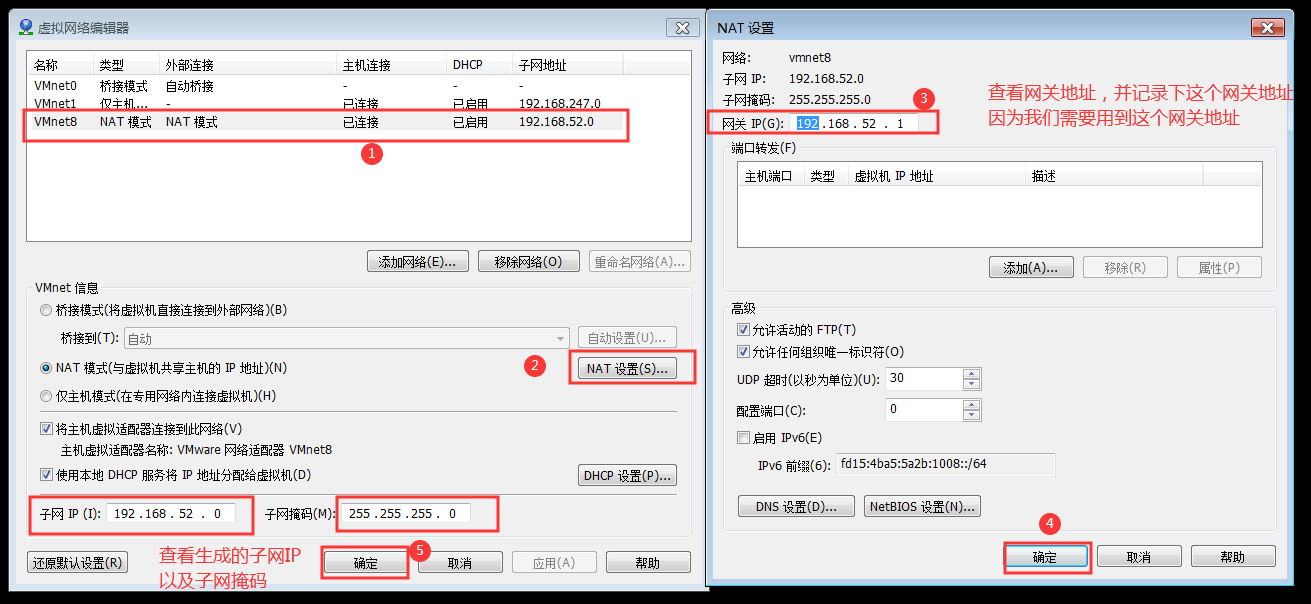 虚拟网络编辑器
名称 类型 外部连接 主机连接 DHCP 子网地址
VMnet0 桥接模式 自动桥接 - - -
VMnet1 仅主机... - 已连接 已启用 192.168.247.0
VMnet8 NAT 模式 NAT 模式 已连接 已启用 192.168.52.0
1
添加网络(E)... 移除网络(O) 重命名网络(A)...
VMnet 信息
桥接模式(将虚拟机直接连接到外部网络)(B)
桥接到(T): 自动 自动设置(U)...
2
NAT 模式(与虚拟机共享主机的 IP 地址)(N) NAT 设置(S)...
仅主机模式(在专用网络内连接虚拟机)(H)
将主机虚拟适配器连接到此网络(V)
主机虚拟适配器名称: VMware 网络适配器 VMnet8
使用本地 DHCP 服务将 IP 地址分配给虚拟机(D) DHCP 设置(P)...
子网 IP (I): 192 . 168 . 52 . 0 子网掩码(M): 255 . 255 . 255 . 0
查看生成的子网IP
以及子网掩码
5
还原默认设置(R) 确定 取消 应用(A) 帮助
NAT 设置
网络: vmnet8
子网 IP: 192.168.52.0
子网掩码: 255.255.255.0
3
网关 IP(G): 192 . 168 . 52 . 1
查看网关地址，并记录下这个网关地址
因为我们需要用到这个网关地址
端口转发(F)
主机端口 类型 虚拟机 IP 地址 描述
添加(A)... 移除(R) 属性(P)
高级
允许活动的 FTP(T)
允许任何组织唯一标识符(O)
UDP 超时(以秒为单位)(U): 30
配置端口(C): 0
启用 IPv6(E)
IPv6 前缀(6): fd15:4ba5:5a2b:1008::/64
DNS 设置(D)... NetBIOS 设置(N)...
4
确定 取消 帮助